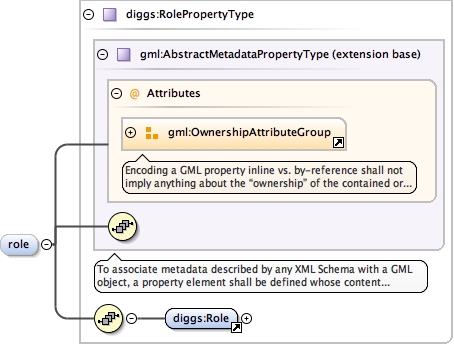 diggs:RolePropertyType
gml:AbstractMetadataPropertyType (extension base)
@ Attributes
gml:OwnershipAttributeGroup
Encoding a GML property inline vs. by-reference shall not
imply anything about the “ownership” of the contained or...
role
To associate metadata described by any XML Schema with a GML
object, a property element shall be defined whose content...
diggs:Role